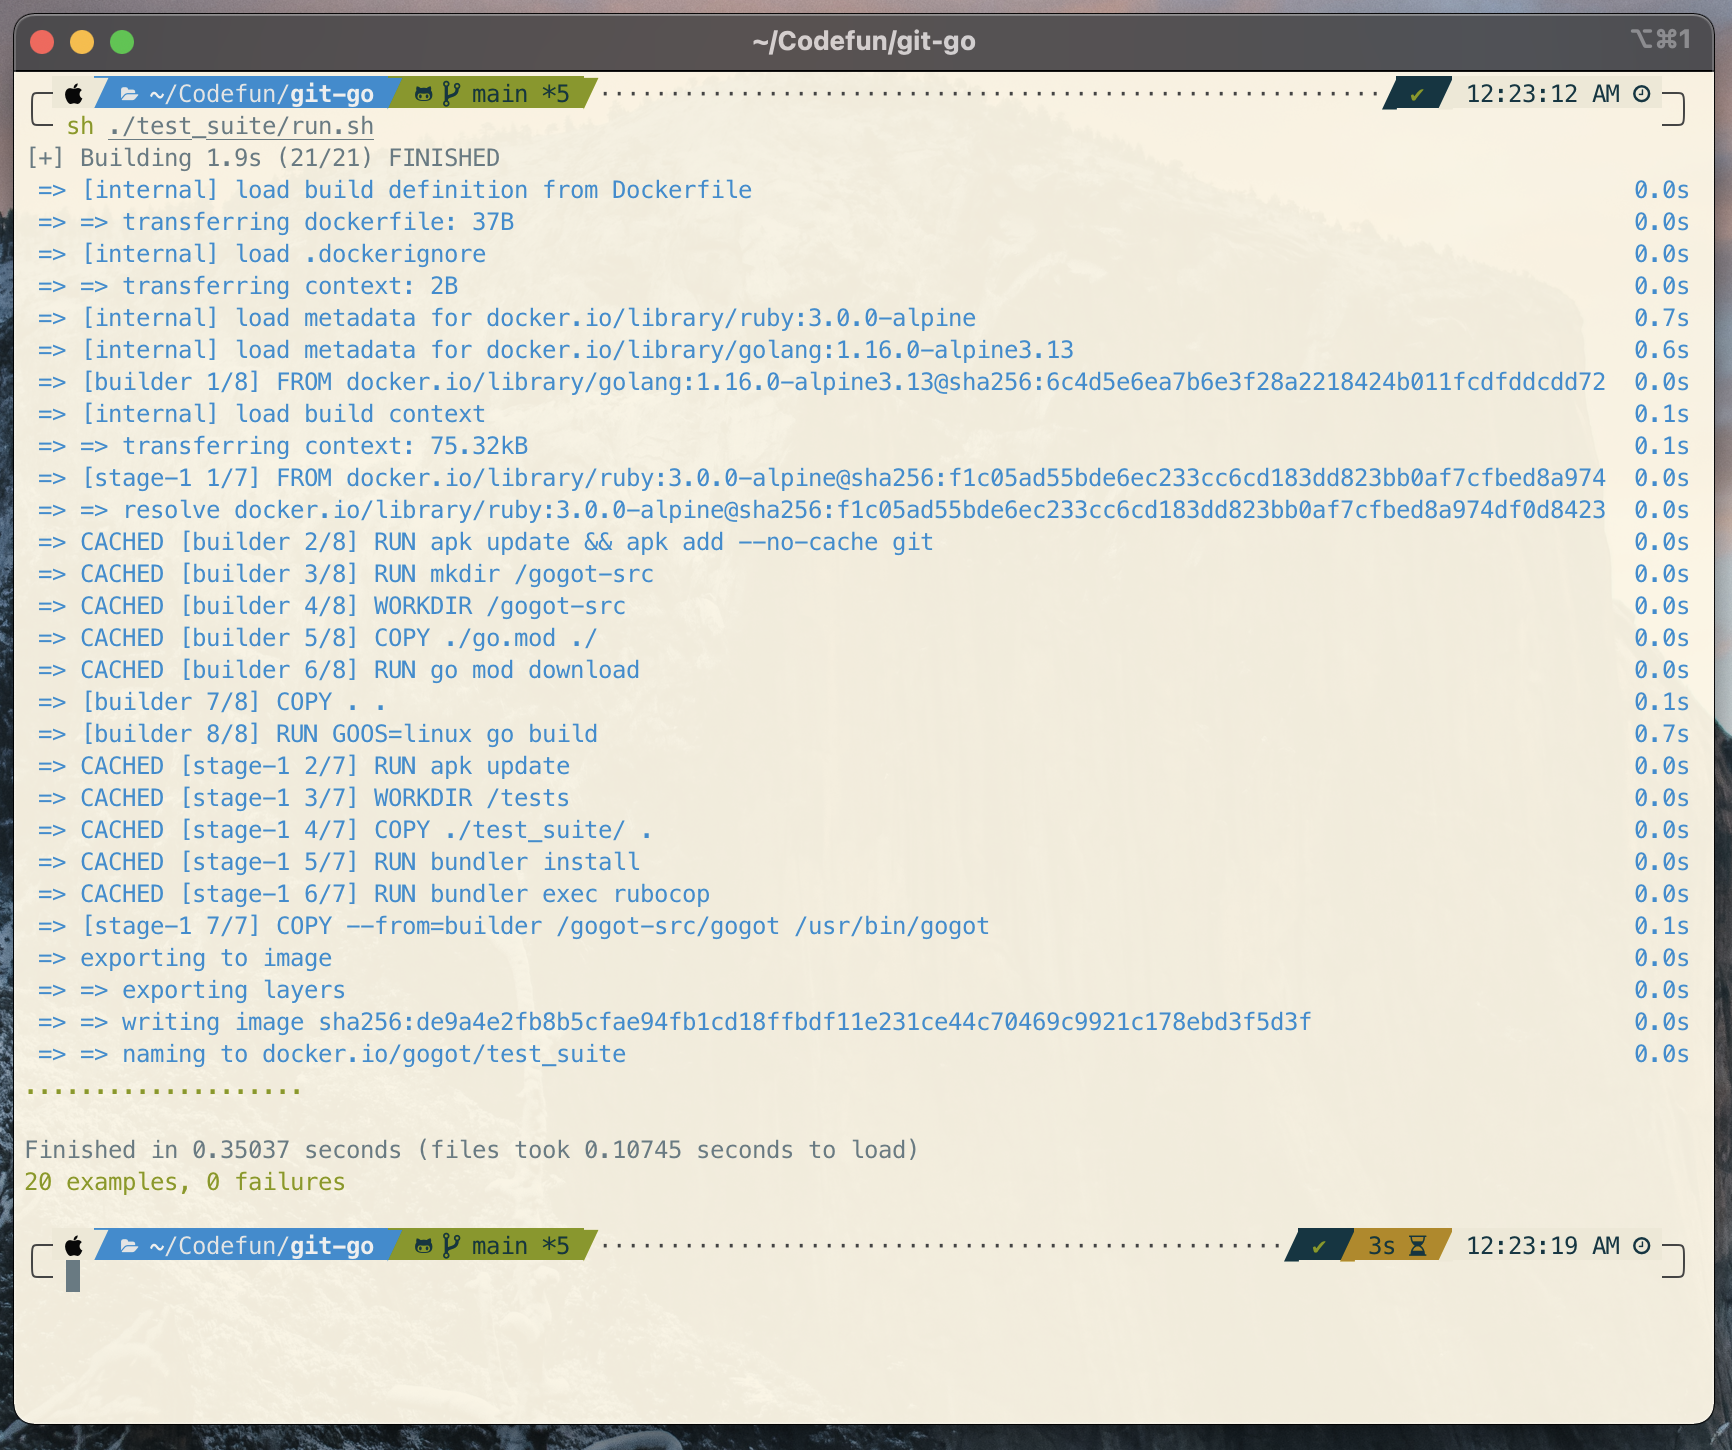 ~/Codefun/git-go
⌥⌘1
~/Codefun/git-go main *5 ✔ 12:23:12 AM
sh ./test_suite/run.sh
[+] Building 1.9s (21/21) FINISHED
=> [internal] load build definition from Dockerfile 0.0s
=> => transferring dockerfile: 37B 0.0s
=> [internal] load .dockerignore 0.0s
=> => transferring context: 2B 0.0s
=> [internal] load metadata for docker.io/library/ruby:3.0.0-alpine 0.7s
=> [internal] load metadata for docker.io/library/golang:1.16.0-alpine3.13 0.6s
=> [builder 1/8] FROM docker.io/library/golang:1.16.0-alpine3.13@sha256:6c4d5e6ea7b6e3f28a2218424b011fcdfddcdd72 0.0s
=> [internal] load build context 0.1s
=> => transferring context: 75.32kB 0.1s
=> [stage-1 1/7] FROM docker.io/library/ruby:3.0.0-alpine@sha256:f1c05ad55bde6ec233cc6cd183dd823bb0af7cfbed8a974 0.0s
=> => resolve docker.io/library/ruby:3.0.0-alpine@sha256:f1c05ad55bde6ec233cc6cd183dd823bb0af7cfbed8a974df0d8423 0.0s
=> CACHED [builder 2/8] RUN apk update && apk add --no-cache git 0.0s
=> CACHED [builder 3/8] RUN mkdir /gogot-src 0.0s
=> CACHED [builder 4/8] WORKDIR /gogot-src 0.0s
=> CACHED [builder 5/8] COPY ./go.mod ./ 0.0s
=> CACHED [builder 6/8] RUN go mod download 0.0s
=> [builder 7/8] COPY . . 0.1s
=> [builder 8/8] RUN GOOS=linux go build 0.7s
=> CACHED [stage-1 2/7] RUN apk update 0.0s
=> CACHED [stage-1 3/7] WORKDIR /tests 0.0s
=> CACHED [stage-1 4/7] COPY ./test_suite/ . 0.0s
=> CACHED [stage-1 5/7] RUN bundler install 0.0s
=> CACHED [stage-1 6/7] RUN bundler exec rubocop 0.0s
=> [stage-1 7/7] COPY --from=builder /gogot-src/gogot /usr/bin/gogot 0.1s
=> exporting to image 0.0s
=> => exporting layers 0.0s
=> => writing image sha256:de9a4e2fb8b5cfae94fb1cd18ffbdf11e231ce44c70469c9921c178ebd3f5d3f 0.0s
=> => naming to docker.io/gogot/test_suite 0.0s
....................
Finished in 0.35037 seconds (files took 0.10745 seconds to load)
20 examples, 0 failures
~/Codefun/git-go main *5 ✔ 3s 12:23:19 AM